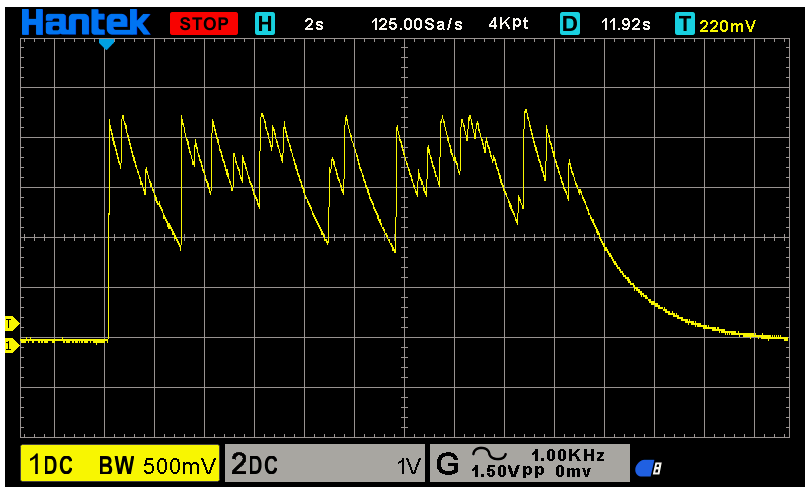 Hantek STOP H 2s 125.00Sa/s 4Kpt D 11.92s T 220mV
T
1
1DC BW 500mV 2DC 1V G 1.00KHz
1.50Vpp 0mv